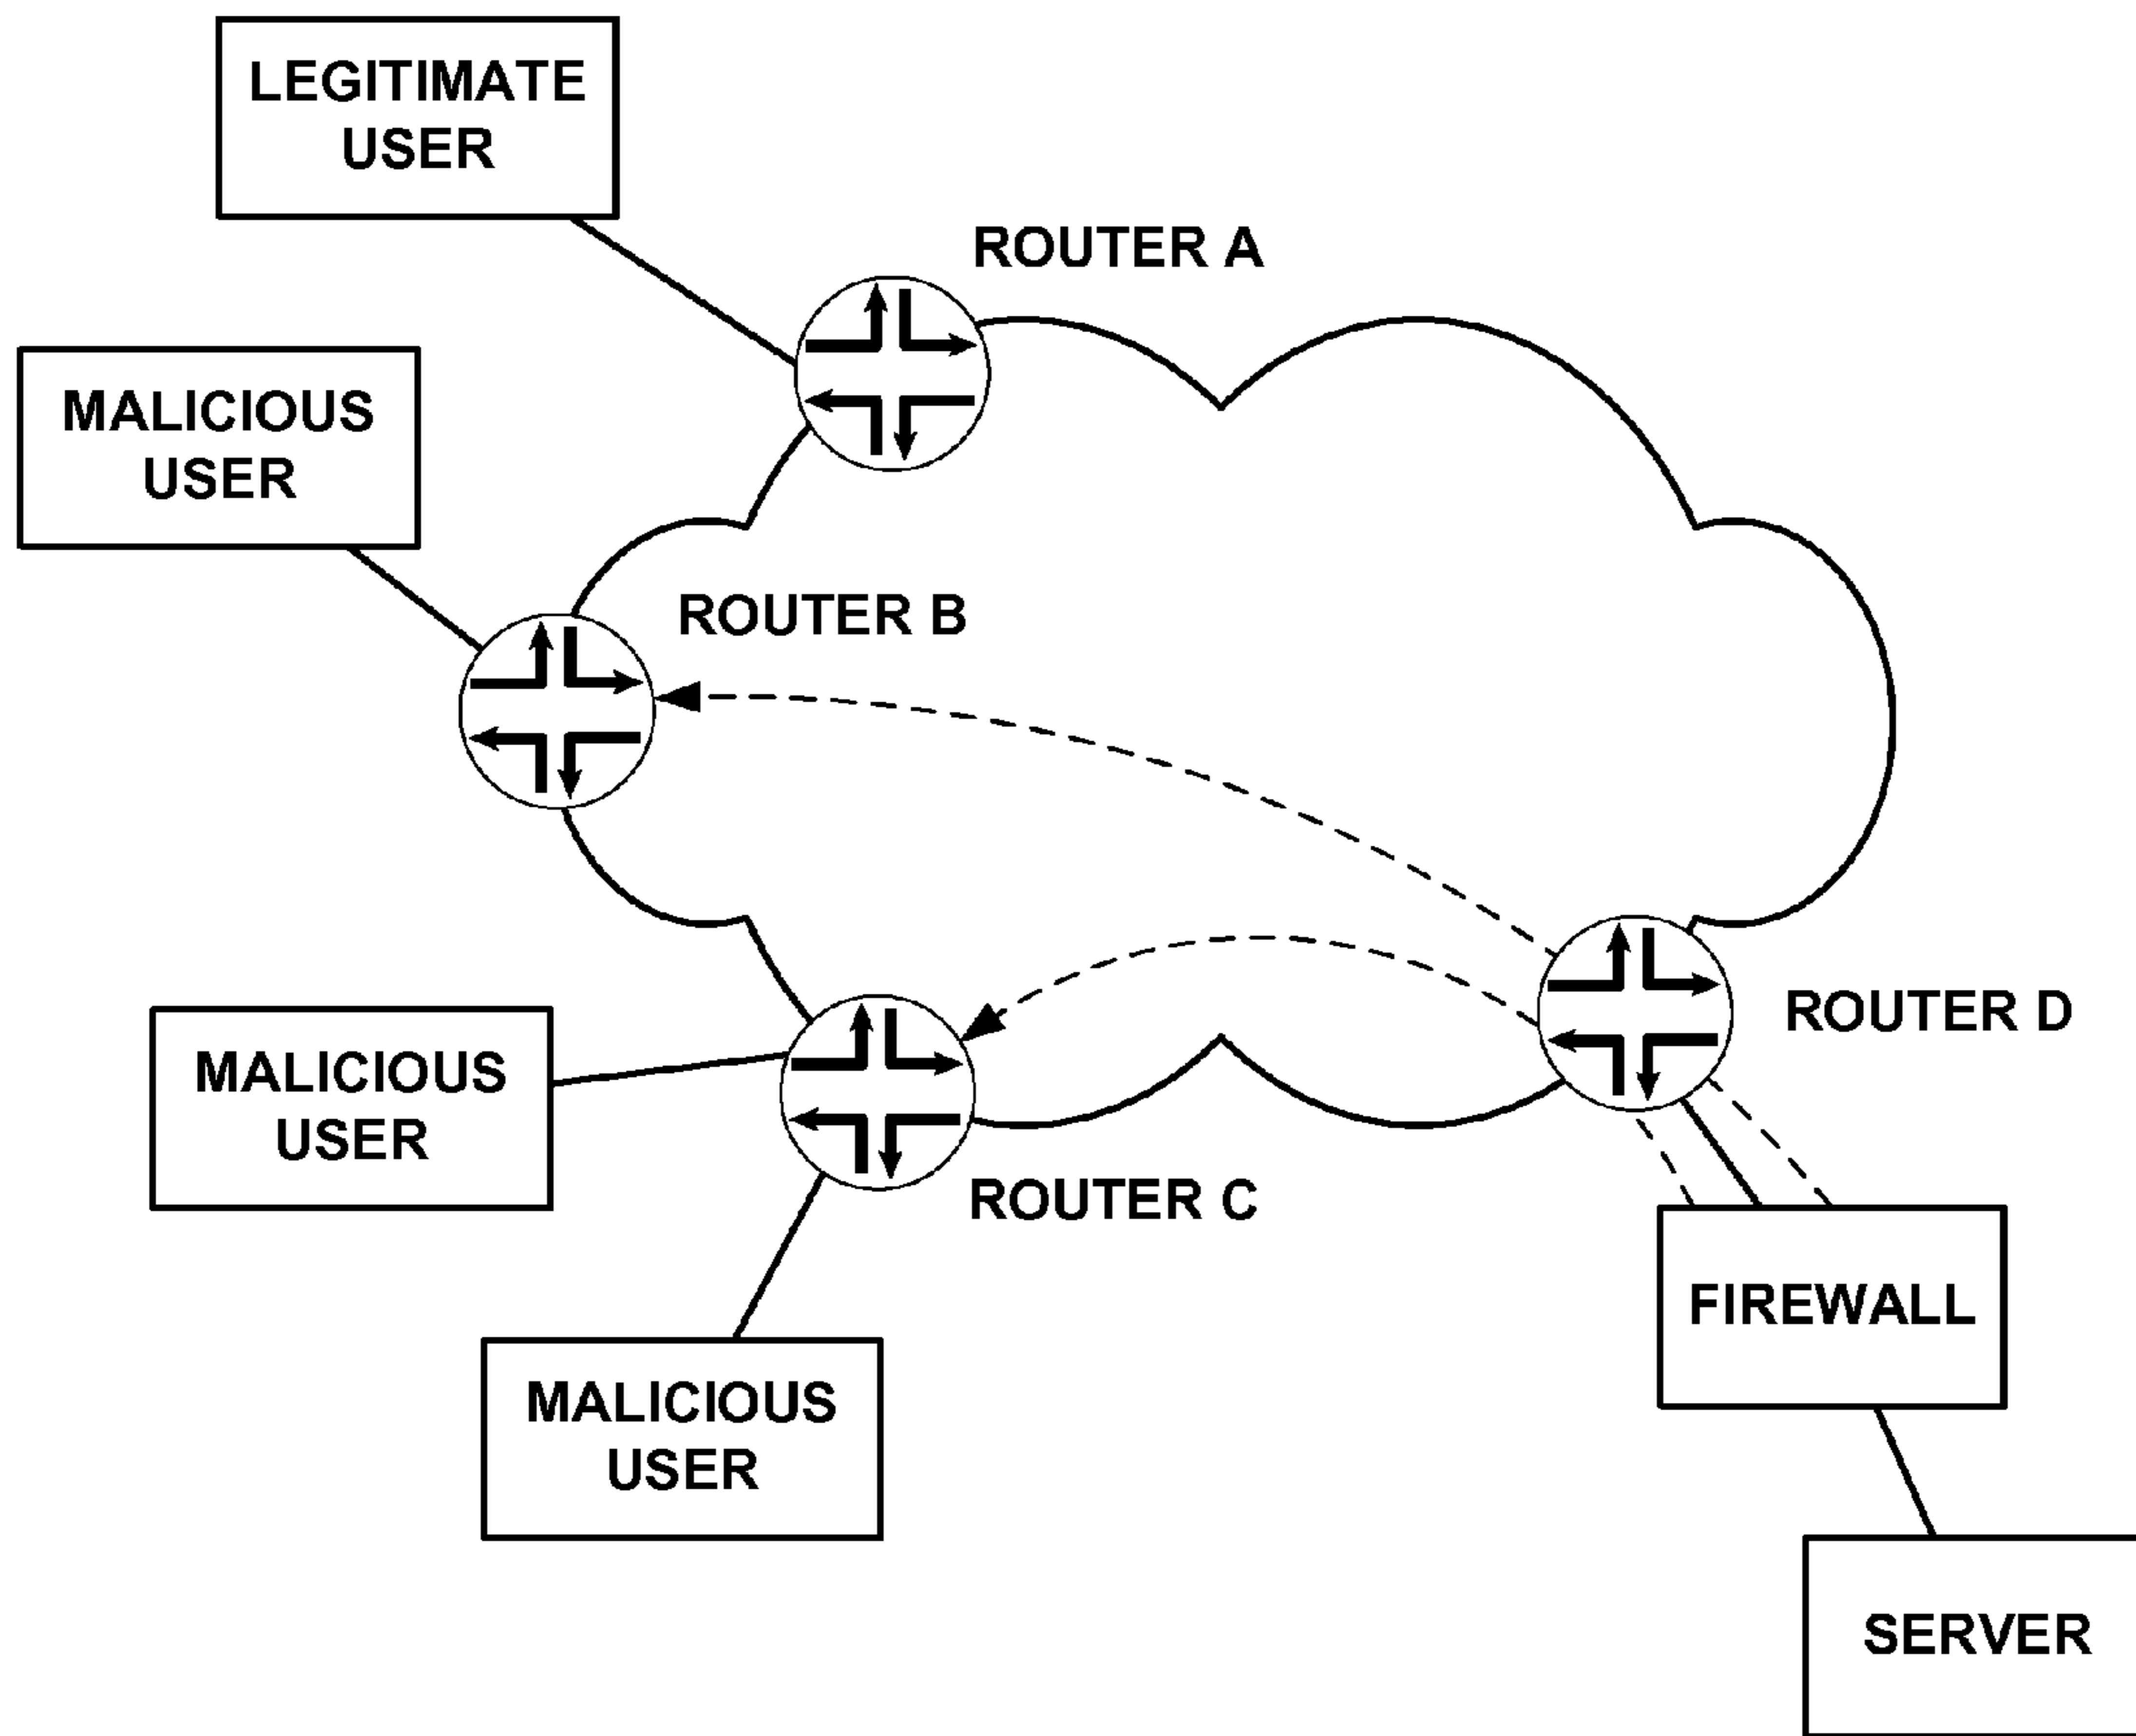 LEGITIMATE
USER
ROUTER A
MALICIOUS
USER
ROUTER B
MALICIOUS
USER
ROUTER D
ROUTER C
FIREWALL
MALICIOUS
USER
SERVER